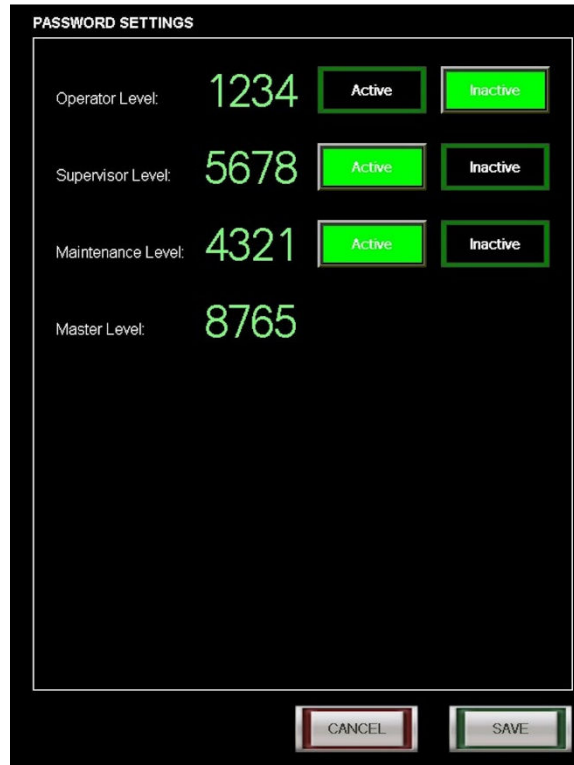 PASSWORD SETTINGS
Operator Level: 1234 Active Inactive
Supervisor Level: 5678 Active Inactive
Maintenance Level: 4321 Active Inactive
Master Level: 8765
CANCEL SAVE